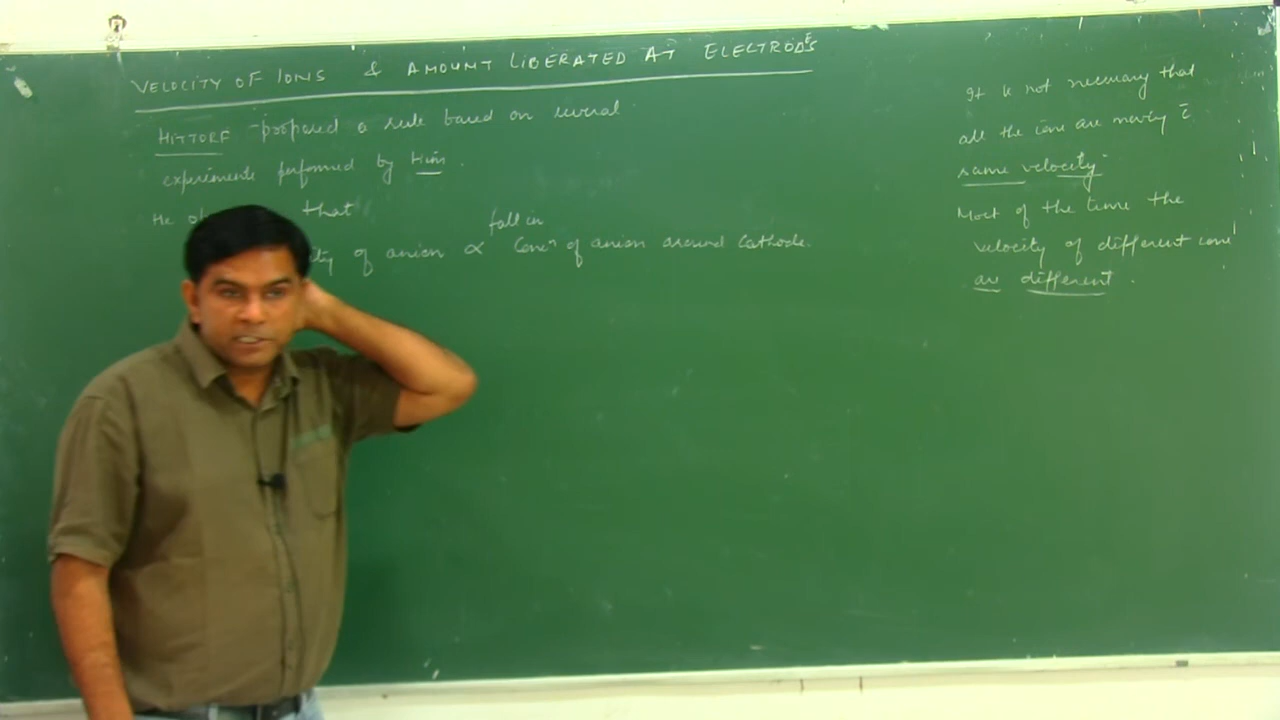 VELOCITY OF IONS & AMOUNT LIBERATED AT ELECTRODES
HITTORF - proposed a rule based on several
experiments performed by Him.
He that
fall in
of anion ∝ Concⁿ of anion around cathode.
It is not necessary that
all the ions are moving c̄
same velocity.
Most of the time the
velocity of different ions
are different.